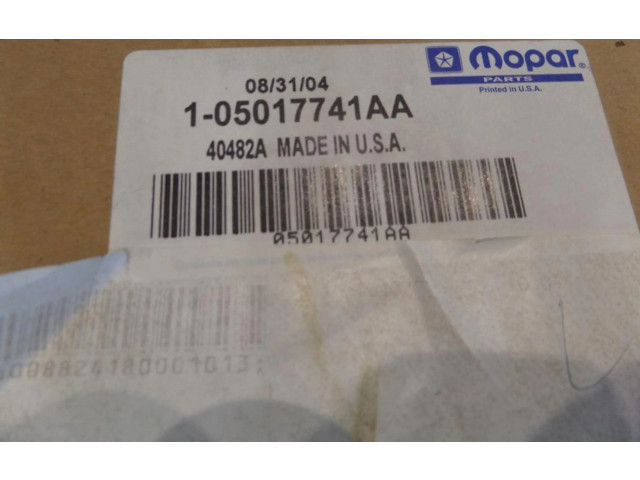 Mopar®
PARTS
Printed in U.S.A.
08/31/04
1-05017741AA
40482A MADE IN U.S.A.
05017741AA